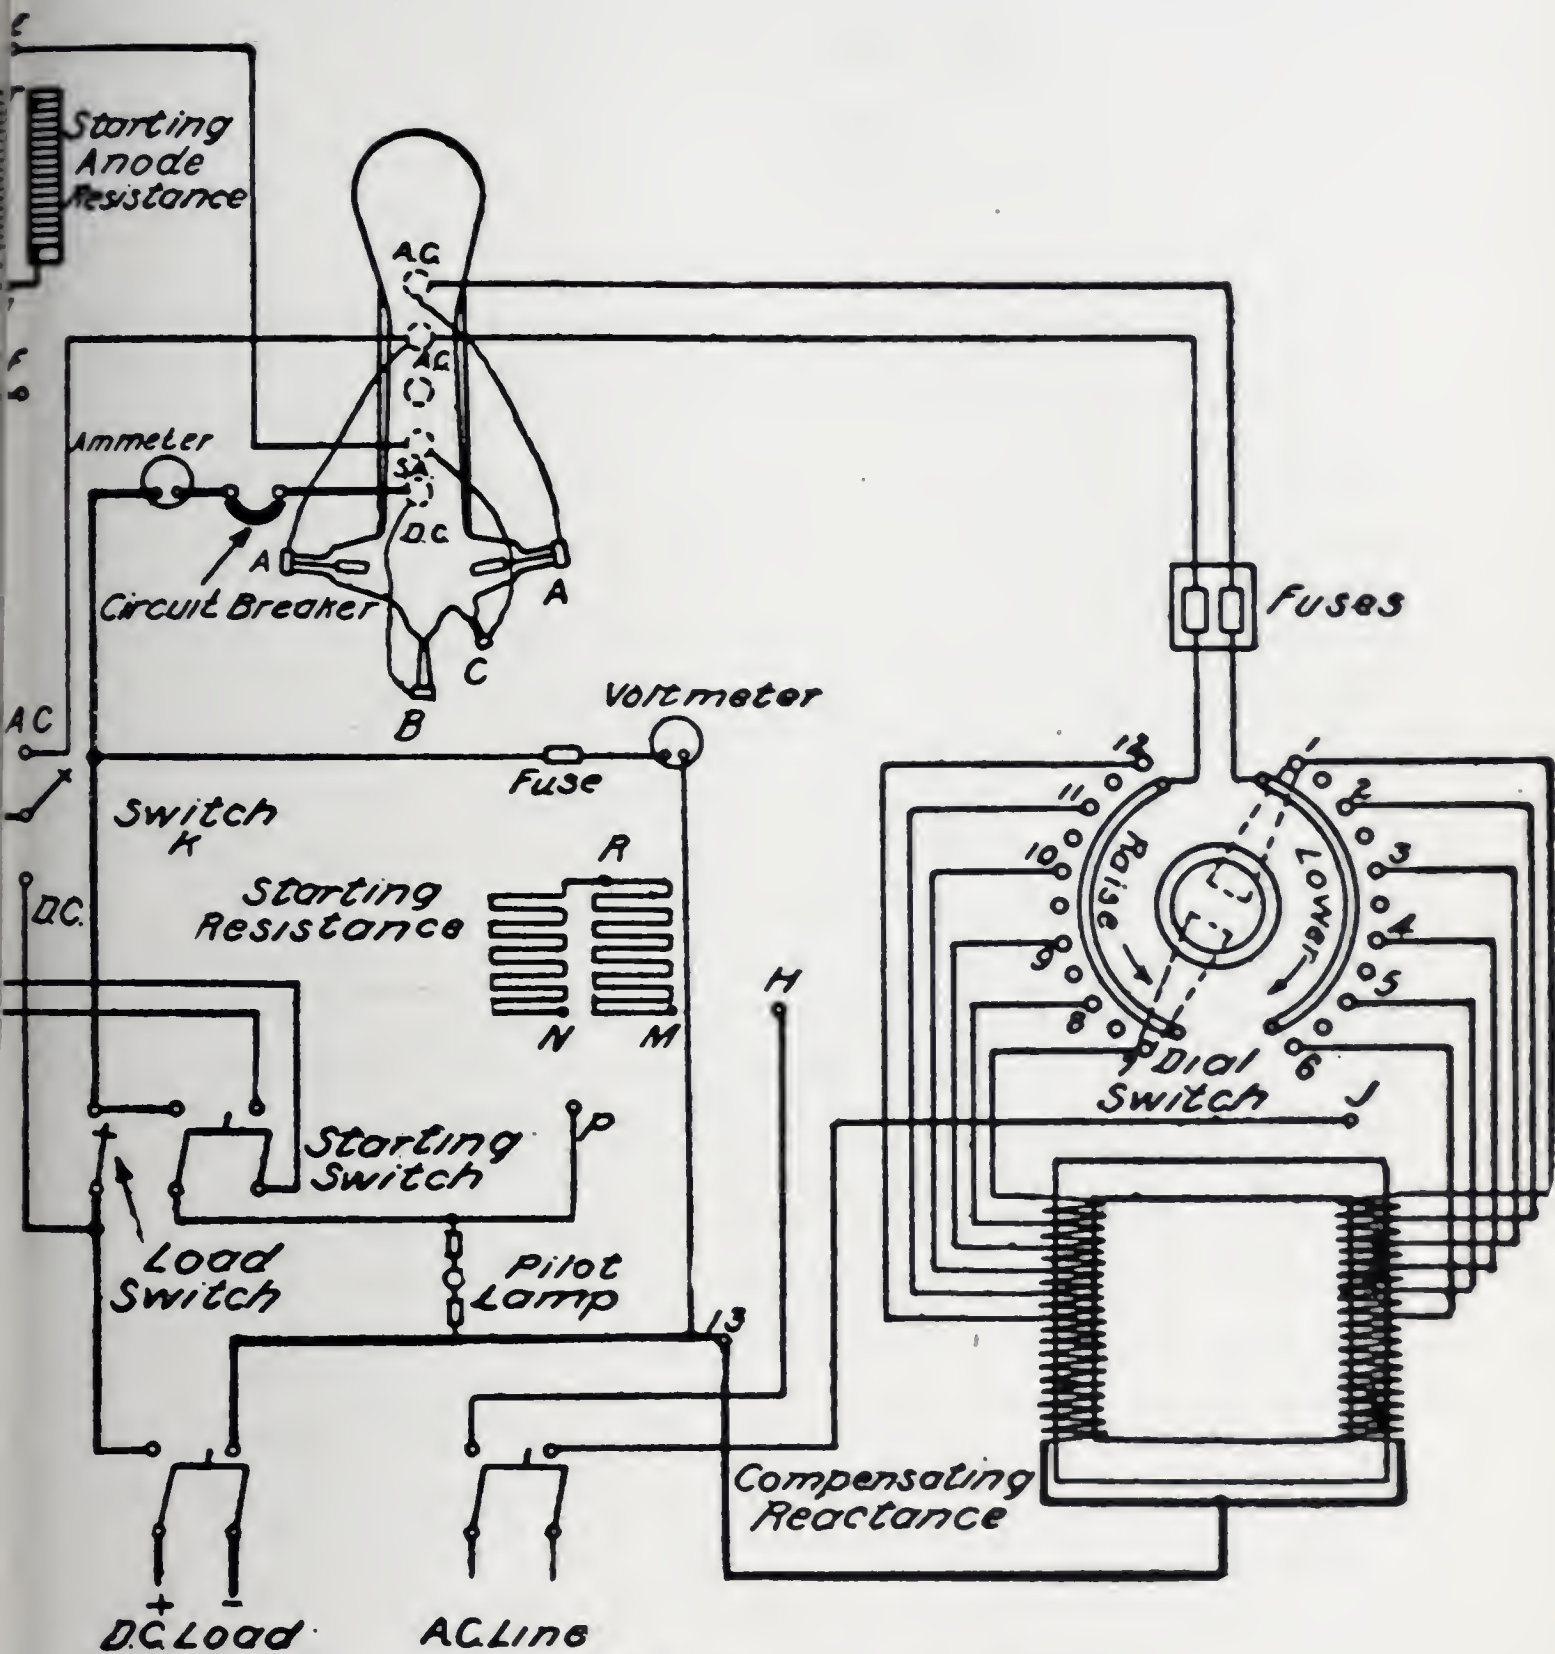 E
Starting
Anode
Resistance
A.C.
A.C.
F
Ammeter
S.A.
D.C.
A
A
Circuit Breaker
Fuses
C
B
A C
Voltmeter
Fuse
Switch
K
12
1
11
2
10
3
9
4
8
5
7
6
Raise
Lower
R
Starting
Resistance
D.C.
H
N
M
Dial
Switch
J
P
Starting
Switch
Load
Switch
Pilot
Lamp
13
Compensating
Reactance
+
-
D.C. Load
A.C. Line